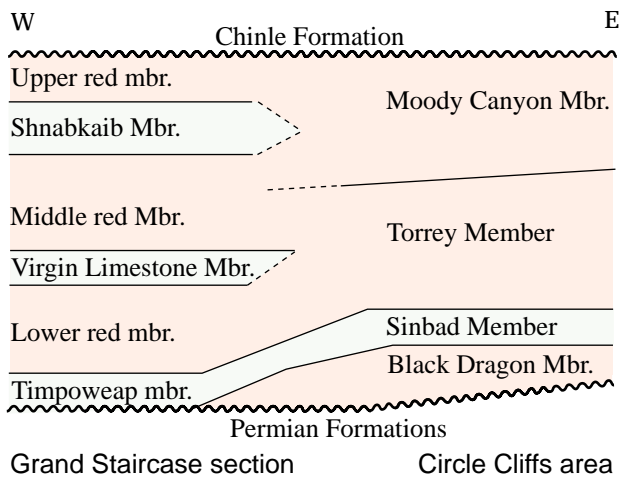 W
E
Chinle Formation
Upper red mbr.
Moody Canyon Mbr.
Shnabkaib Mbr.
Middle red Mbr.
Torrey Member
Virgin Limestone Mbr.
Lower red mbr.
Sinbad Member
Black Dragon Mbr.
Timpoweap mbr.
Permian Formations
Grand Staircase section
Circle Cliffs area